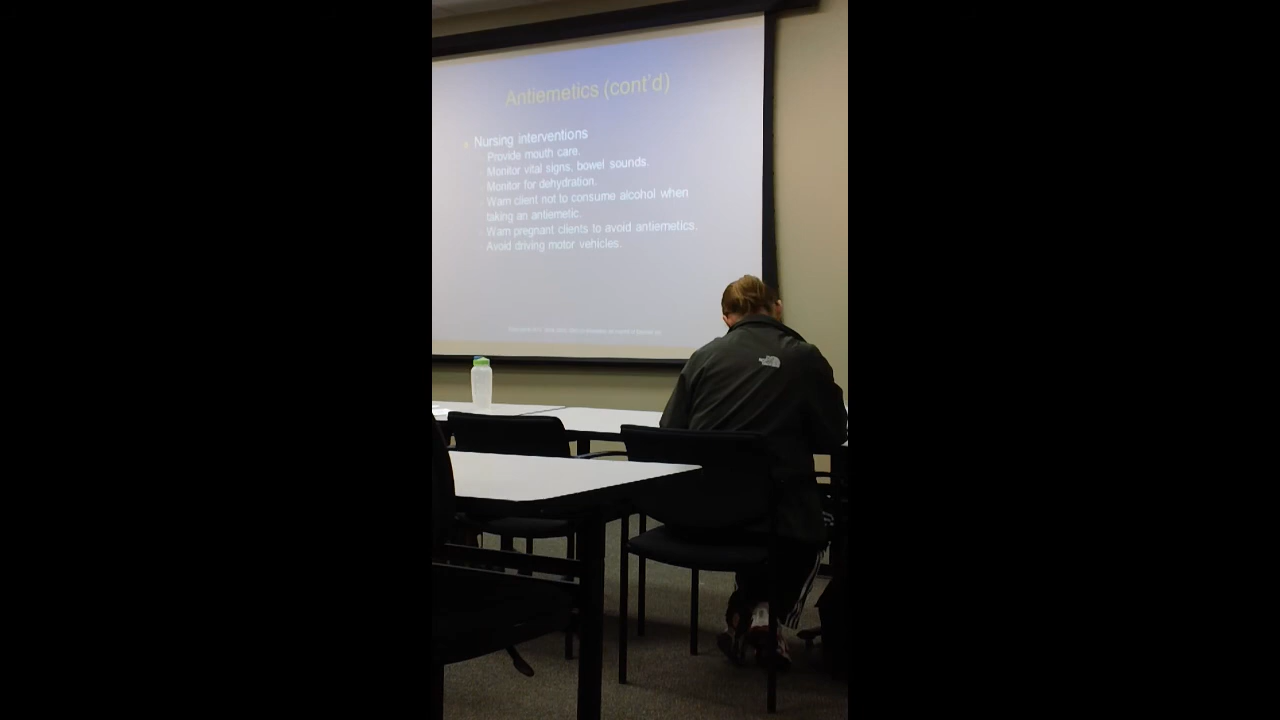 Antiemetics (cont'd)
Nursing interventions
Provide mouth care.
Monitor vital signs, bowel sounds.
Monitor for dehydration.
Warn client not to consume alcohol when
taking an antiemetic.
Warn pregnant clients to avoid antiemetics.
Avoid driving motor vehicles.